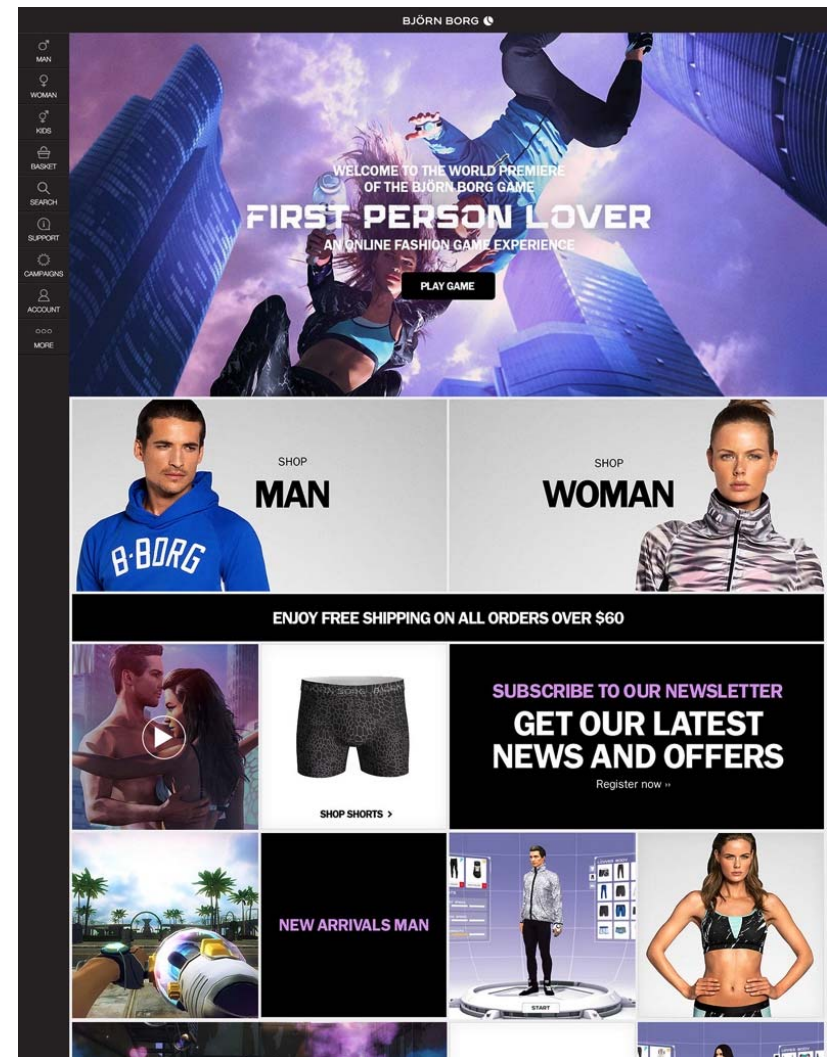 BJÖRN BORG
MAN
WOMAN
KIDS
BASKET
SEARCH
SUPPORT
CAMPAIGNS
ACCOUNT
MORE
WELCOME TO THE WORLD PREMIERE
OF THE BJÖRN BORG GAME
FIRST PERSON LOVER
AN ONLINE FASHION GAME EXPERIENCE
PLAY GAME
SHOP
MAN
B·BORG
SHOP
WOMAN
ENJOY FREE SHIPPING ON ALL ORDERS OVER $60
SHOP SHORTS >
SUBSCRIBE TO OUR NEWSLETTER
GET OUR LATEST
NEWS AND OFFERS
Register now ››
NEW ARRIVALS MAN
START